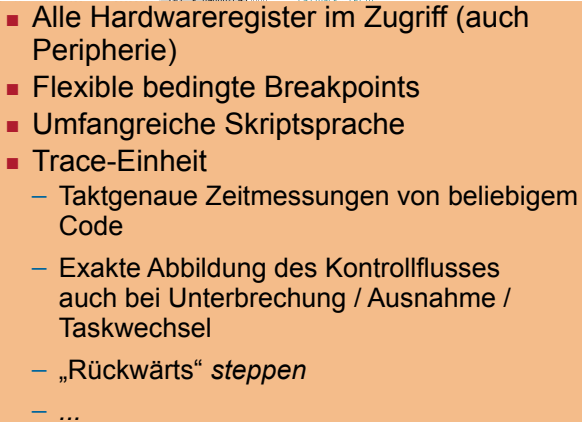 ■ Alle Hardwareregister im Zugriff (auch
Peripherie)
■ Flexible bedingte Breakpoints
■ Umfangreiche Skriptsprache
■ Trace-Einheit
– Taktgenaue Zeitmessungen von beliebigem
Code
– Exakte Abbildung des Kontrollflusses
auch bei Unterbrechung / Ausnahme /
Taskwechsel
– „Rückwärts“ steppen
– ...